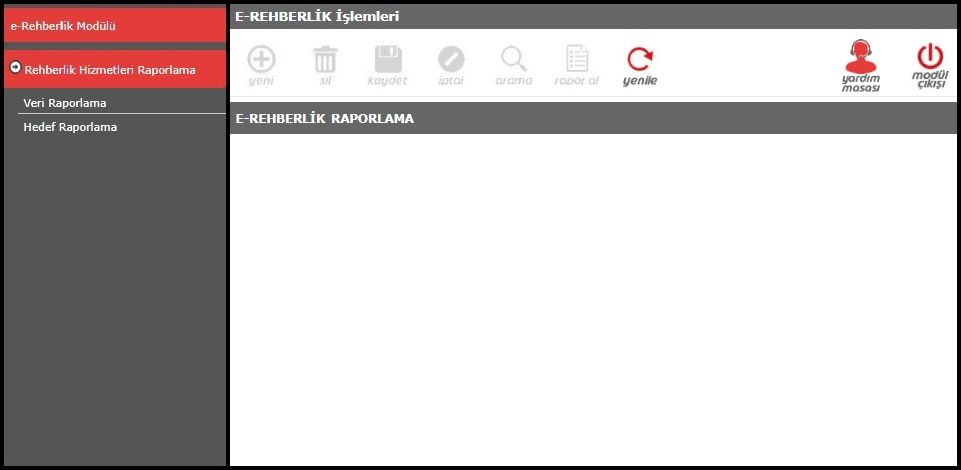 e-Rehberlik Modülü
Rehberlik Hizmetleri Raporlama
Veri Raporlama
Hedef Raporlama
E-REHBERLİK İşlemleri
yeni
sil
kaydet
iptal
arama
rapor al
yenile
yardım
masası
modül
çıkışı
E-REHBERLİK RAPORLAMA